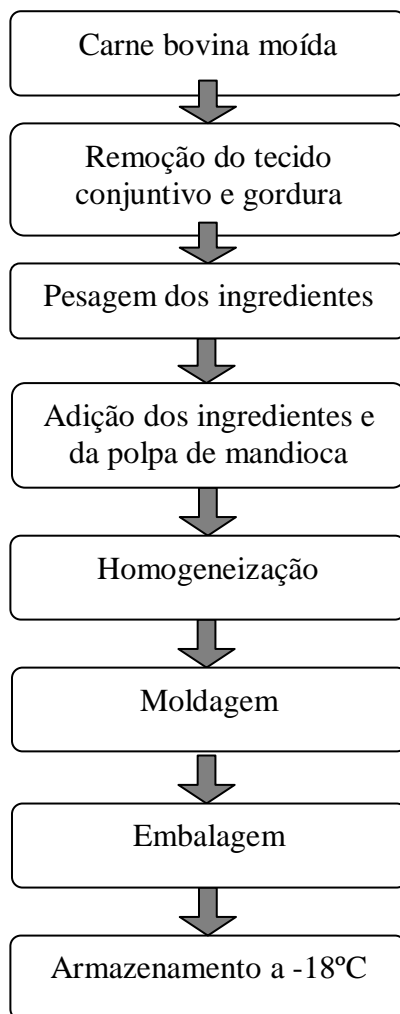 Carne bovina moída
Remoção do tecido
conjuntivo e gordura
Pesagem dos ingredientes
Adição dos ingredientes e
da polpa de mandioca
Homogeneização
Moldagem
Embalagem
Armazenamento a -18ºC